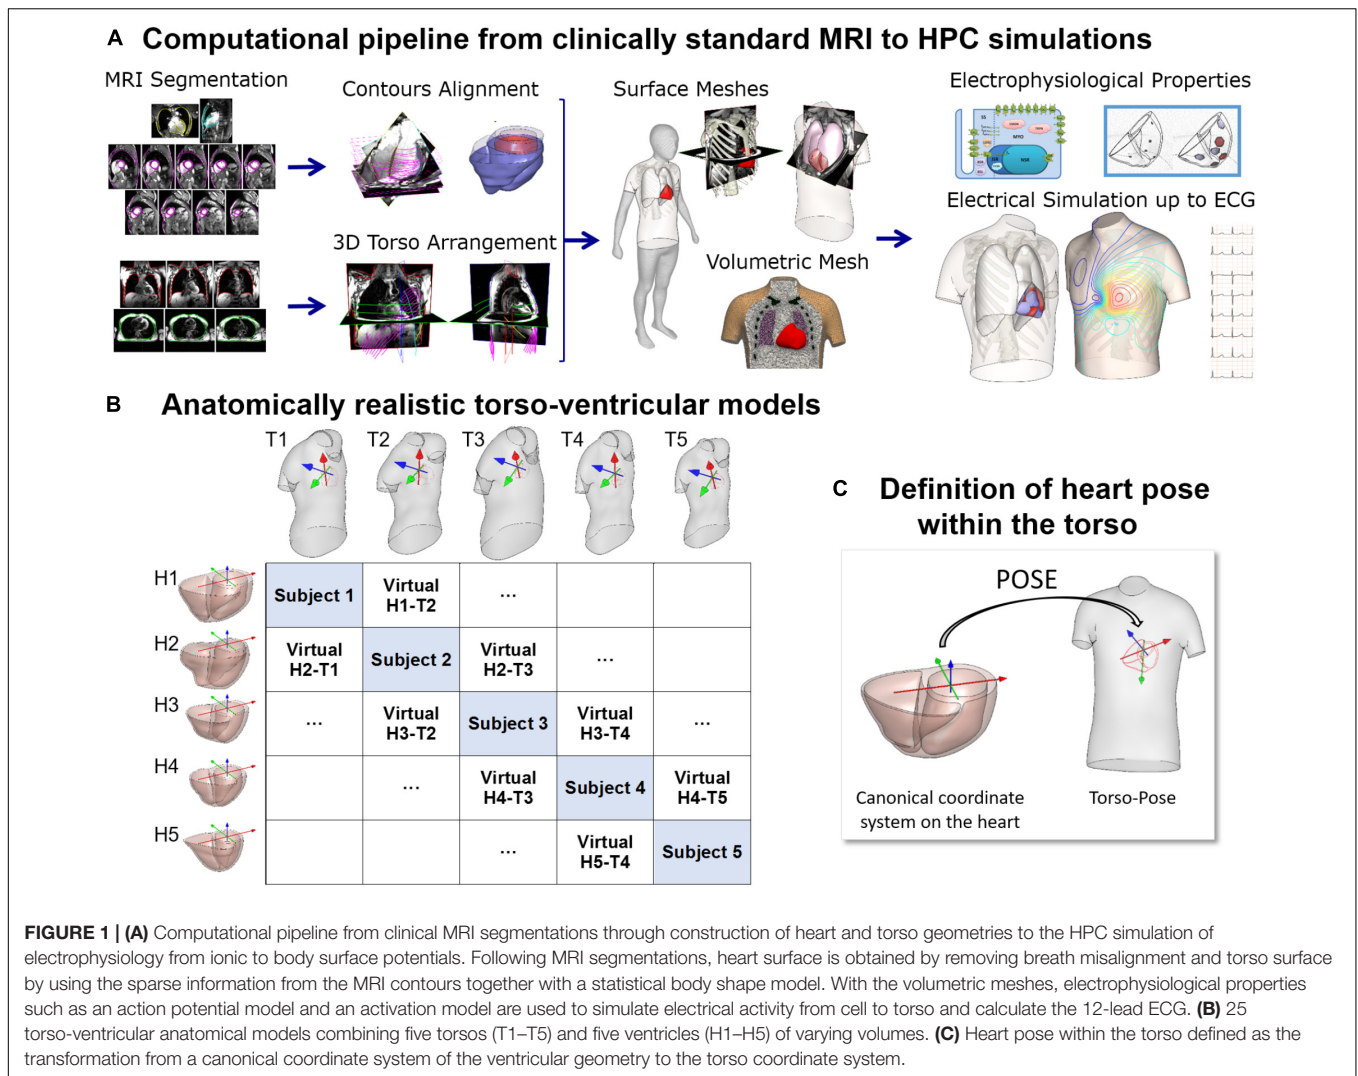 A Computational pipeline from clinically standard MRI to HPC simulations
MRI Segmentation
Contours Alignment
3D Torso Arrangement
Surface Meshes
Volumetric Mesh
Electrophysiological Properties
MYO
NSR
Electrical Simulation up to ECG
B Anatomically realistic torso-ventricular models
T1 T2 T3 T4 T5
H1 Subject 1 Virtual H1-T2 ...
H2 Virtual H2-T1 Subject 2 Virtual H2-T3 ...
H3 ... Virtual H3-T2 Subject 3 Virtual H3-T4 ...
H4 ... Virtual H4-T3 Subject 4 Virtual H4-T5
H5 ... Virtual H5-T4 Subject 5
C Definition of heart pose
within the torso
POSE
Canonical coordinate
system on the heart
Torso-Pose
FIGURE 1 | (A) Computational pipeline from clinical MRI segmentations through construction of heart and torso geometries to the HPC simulation of
electrophysiology from ionic to body surface potentials. Following MRI segmentations, heart surface is obtained by removing breath misalignment and torso surface
by using the sparse information from the MRI contours together with a statistical body shape model. With the volumetric meshes, electrophysiological properties
such as an action potential model and an activation model are used to simulate electrical activity from cell to torso and calculate the 12-lead ECG. (B) 25
torso-ventricular anatomical models combining five torsos (T1–T5) and five ventricles (H1–H5) of varying volumes. (C) Heart pose within the torso defined as the
transformation from a canonical coordinate system of the ventricular geometry to the torso coordinate system.